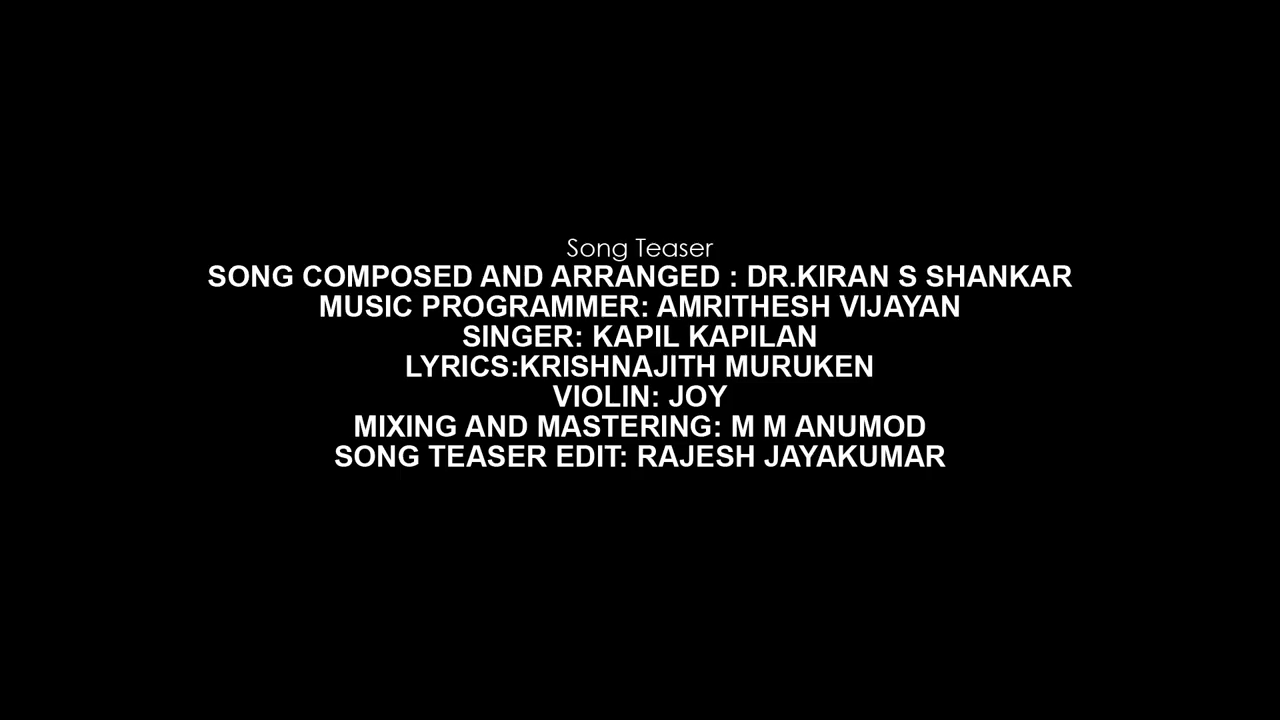 Song Teaser
SONG COMPOSED AND ARRANGED : DR.KIRAN S SHANKAR
MUSIC PROGRAMMER: AMRITHESH VIJAYAN
SINGER: KAPIL KAPILAN
LYRICS:KRISHNAJITH MURUKEN
VIOLIN: JOY
MIXING AND MASTERING: M M ANUMOD
SONG TEASER EDIT: RAJESH JAYAKUMAR